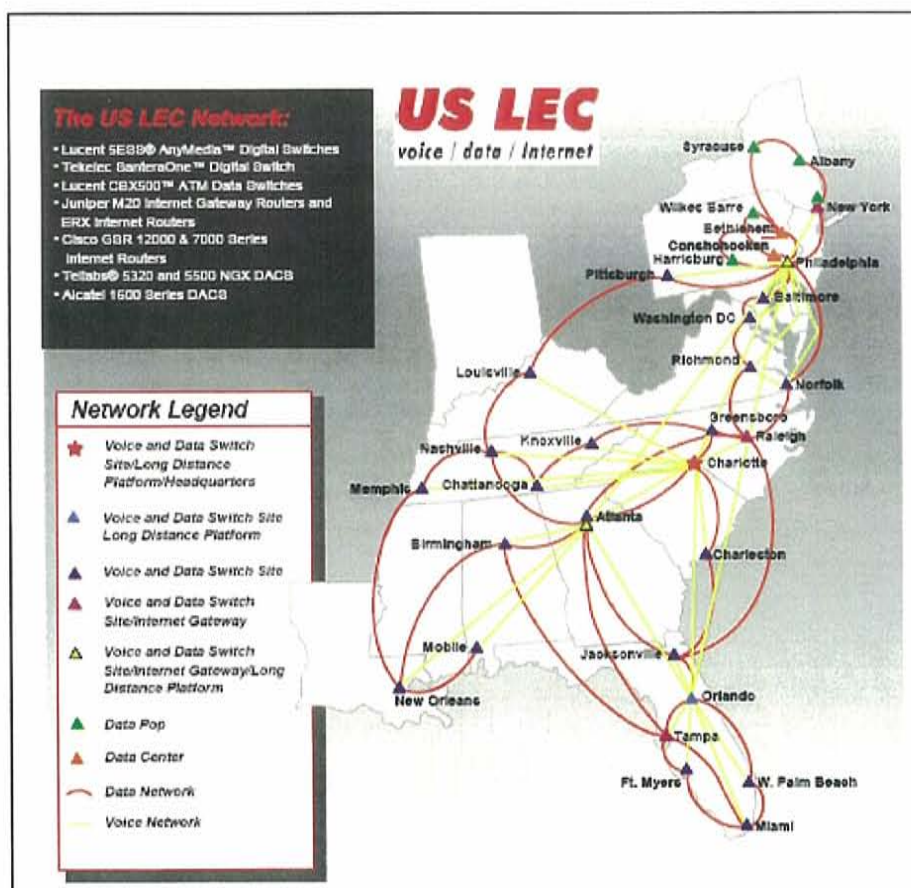 US LEC
voice / data / Internet
The US LEC Network:
• Lucent 5ESS® AnyMedia™ Digital Switches
• Tekelec SanteraOne™ Digital Switch
• Lucent CBX500™ ATM Data Switches
• Juniper M20 Internet Gateway Routers and
ERX Internet Routers
• Cisco GSR 12000 & 7000 Series
Internet Routers
• Tellabs® 5320 and 5500 NGX DACS
• Alcatel 1600 Series DACS
Syracuse
Albany
Wilkes Barre
New York
Bethlehem
Conshohocken
Harrisburg
Philadelphia
Pittsburgh
Baltimore
Washington DC
Richmond
Louisville
Norfolk
Greensboro
Raleigh
Nashville
Knoxville
Charlotte
Memphis
Chattanooga
Atlanta
Birmingham
Charleston
Mobile
Jacksonville
New Orleans
Orlando
Tampa
Ft. Myers
W. Palm Beach
Miami
Network Legend
Voice and Data Switch
Site/Long Distance
Platform/Headquarters
Voice and Data Switch Site
Long Distance Platform
Voice and Data Switch Site
Voice and Data Switch
Site/Internet Gateway
Voice and Data Switch
Site/Internet Gateway/Long
Distance Platform
Data Pop
Data Center
Data Network
Voice Network